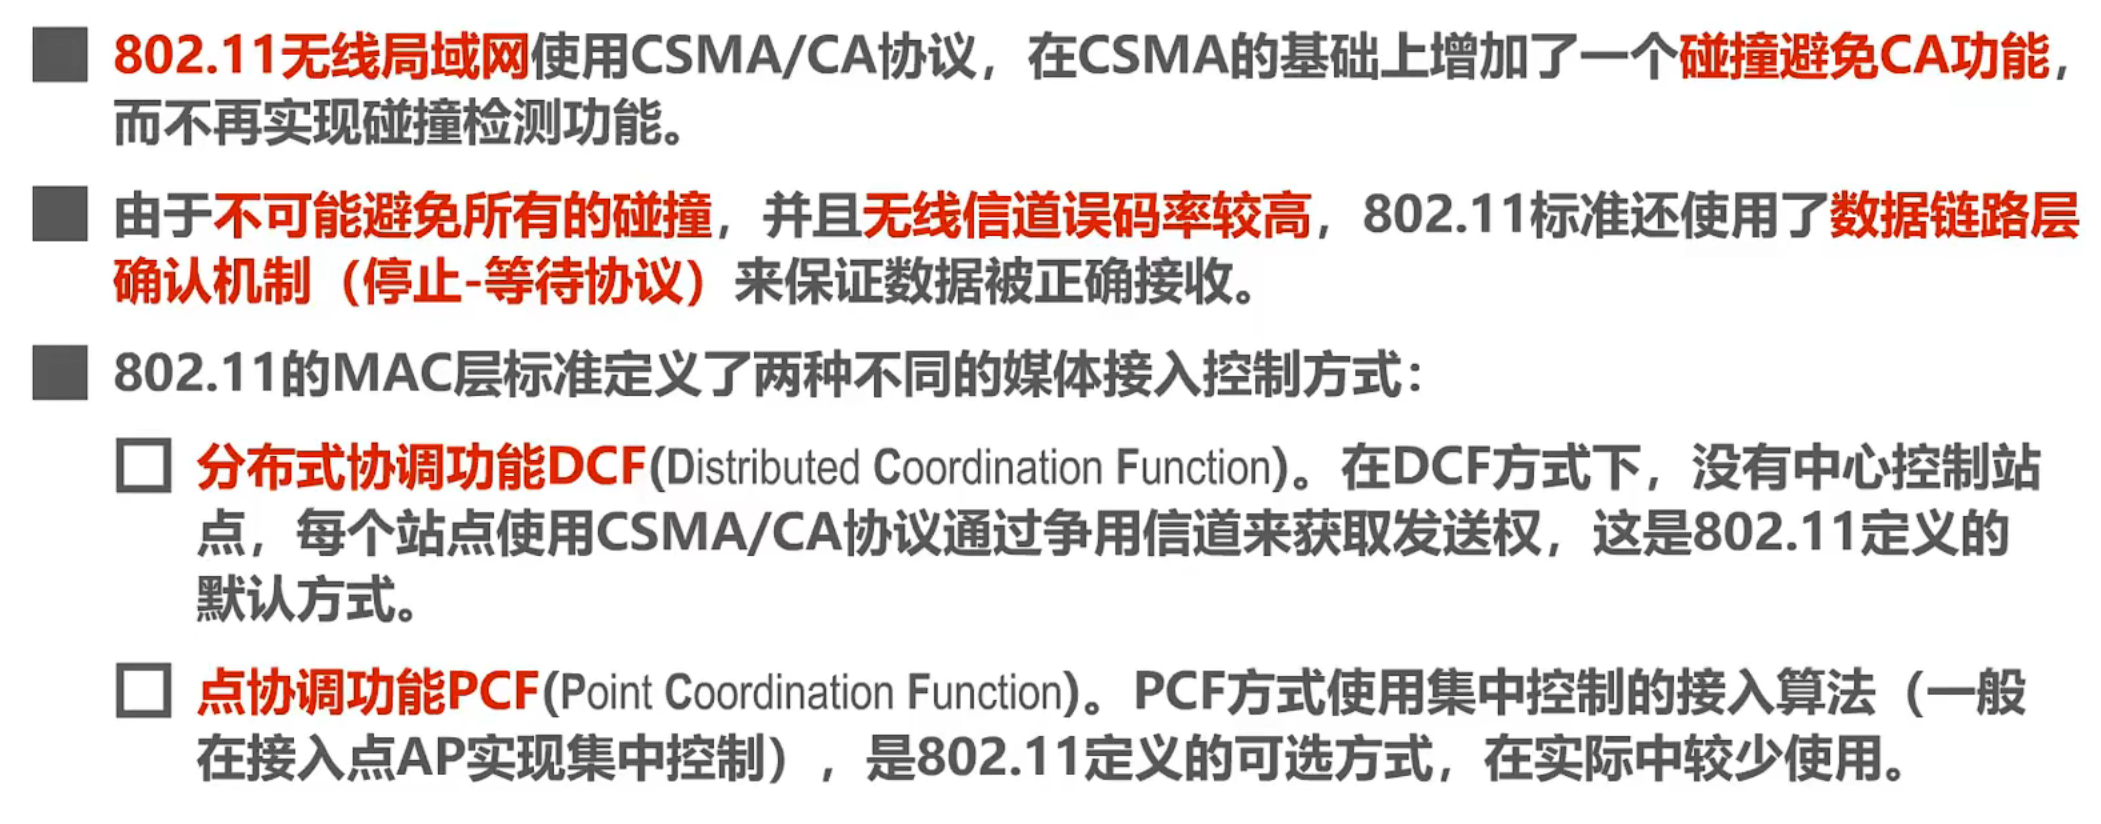 802.11无线局域网使用CSMA/CA协议，在CSMA的基础上增加了一个碰撞避免CA功能，
而不再实现碰撞检测功能。
由于不可能避免所有的碰撞，并且无线信道误码率较高，802.11标准还使用了数据链路层
确认机制（停止-等待协议）来保证数据被正确接收。
802.11的MAC层标准定义了两种不同的媒体接入控制方式：
分布式协调功能DCF(Distributed Coordination Function)。在DCF方式下，没有中心控制站
点，每个站点使用CSMA/CA协议通过争用信道来获取发送权，这是802.11定义的
默认方式。
点协调功能PCF(Point Coordination Function)。PCF方式使用集中控制的接入算法（一般
在接入点AP实现集中控制），是802.11定义的可选方式，在实际中较少使用。